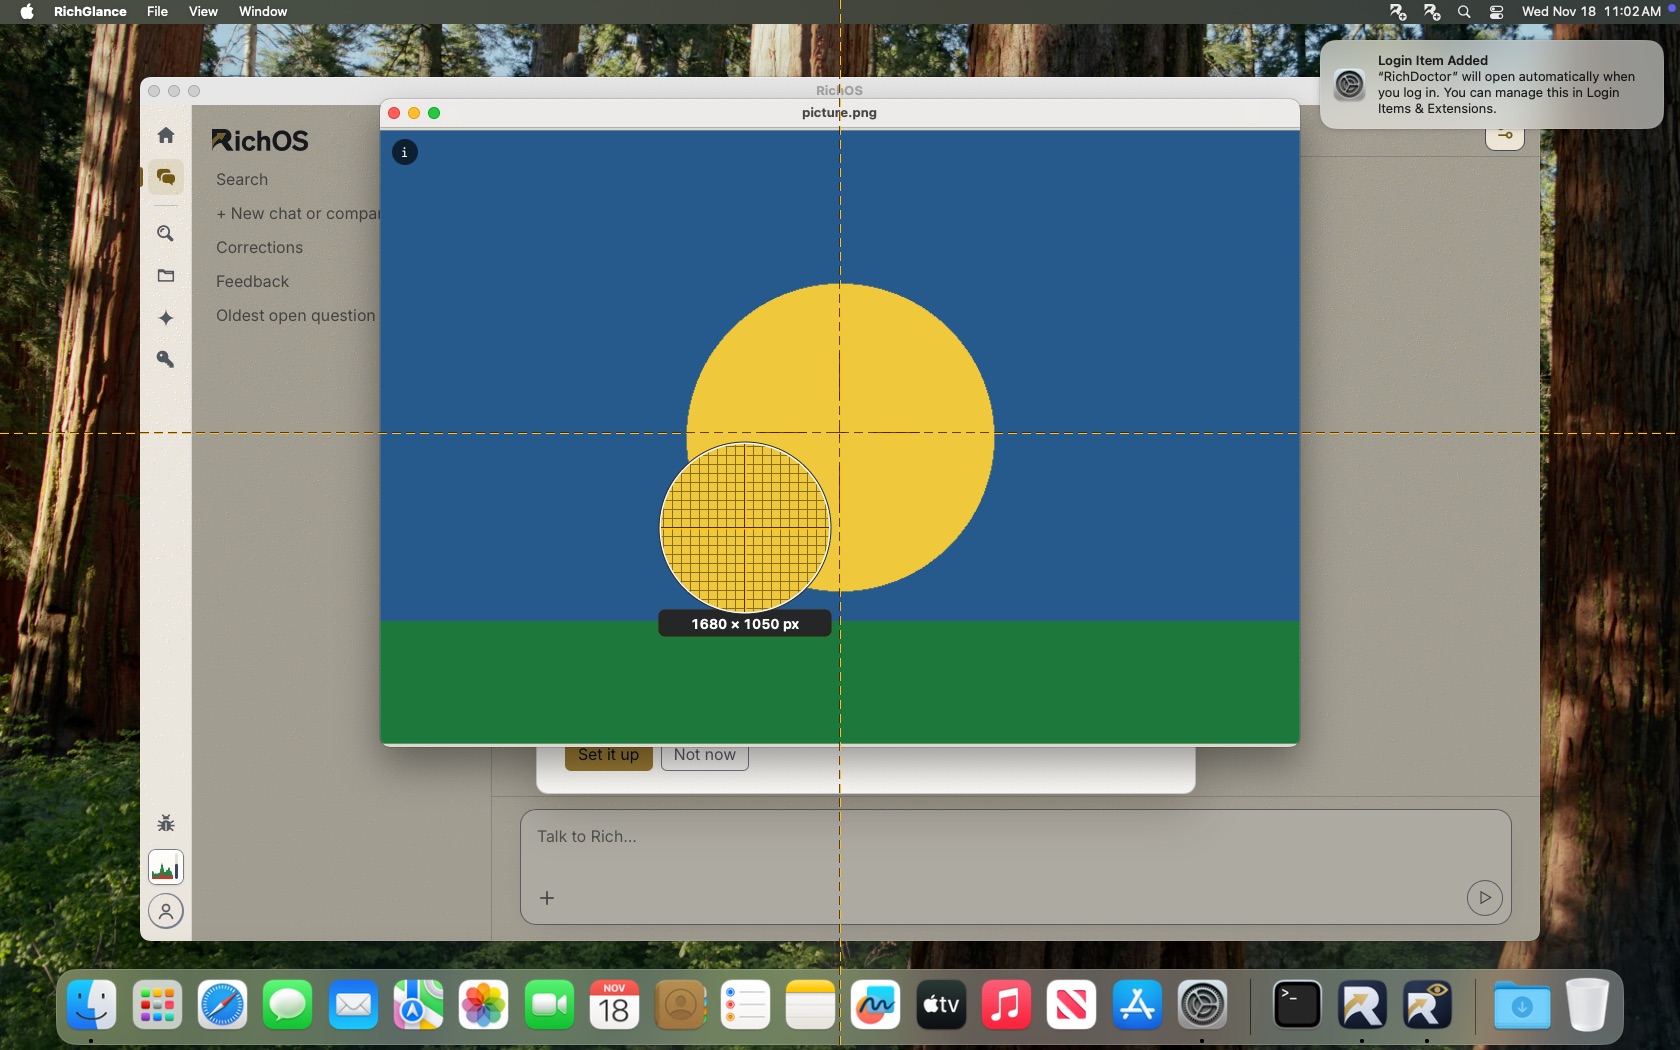 RichGlance File View Window
Wed Nov 18 11:02 AM
Login Item Added
“RichDoctor” will open automatically when
you log in. You can manage this in Login
Items & Extensions.
RichOS
picture.png
i
RichOS
Search
+ New chat or compar
Corrections
Feedback
Oldest open question
1680 × 1050 px
Set it up Not now
Talk to Rich...
NOV
18
tv
>_